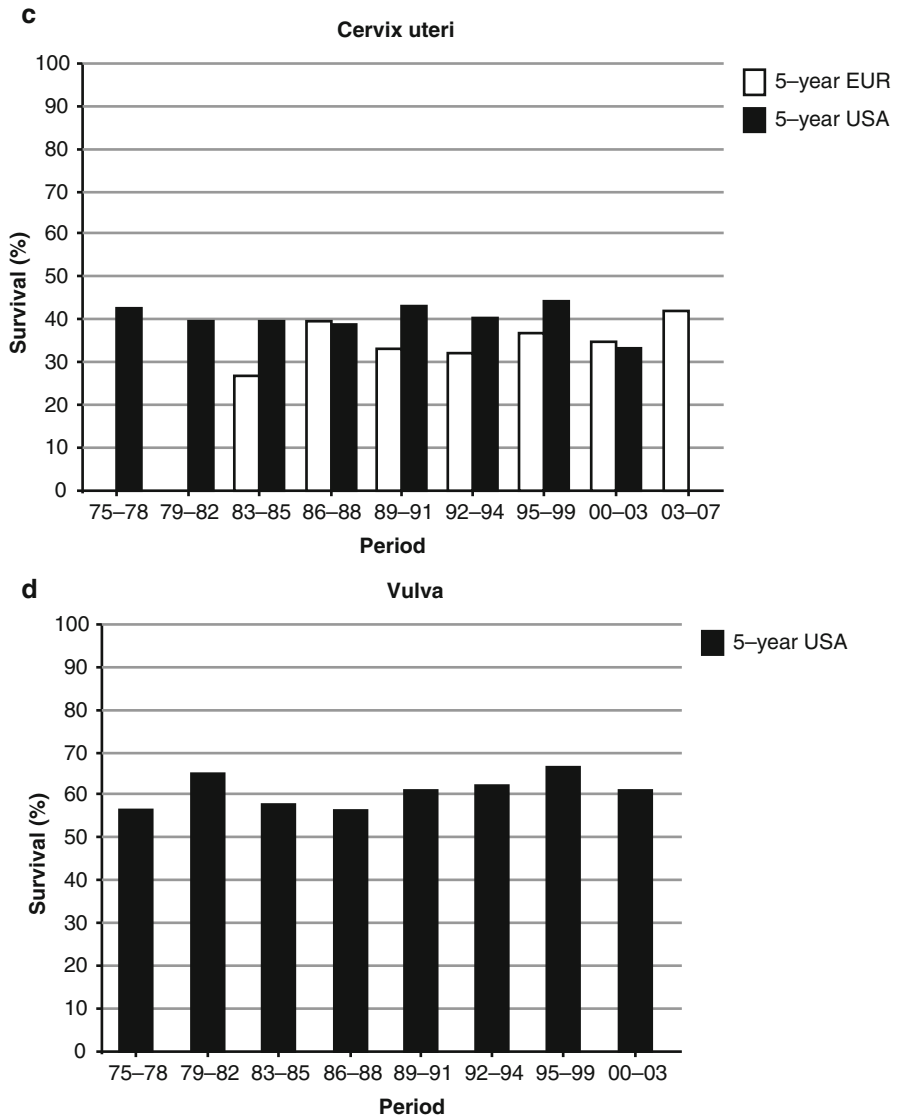 c
Cervix uteri
100
90
80
70
60
50
40
30
20
10
0
Survival (%)
5–year EUR
5–year USA
75–78 79–82 83–85 86–88 89–91 92–94 95–99 00–03 03–07
Period
d
Vulva
100
90
80
70
60
50
40
30
20
10
0
Survival (%)
5–year USA
75–78 79–82 83–85 86–88 89–91 92–94 95–99 00–03
Period